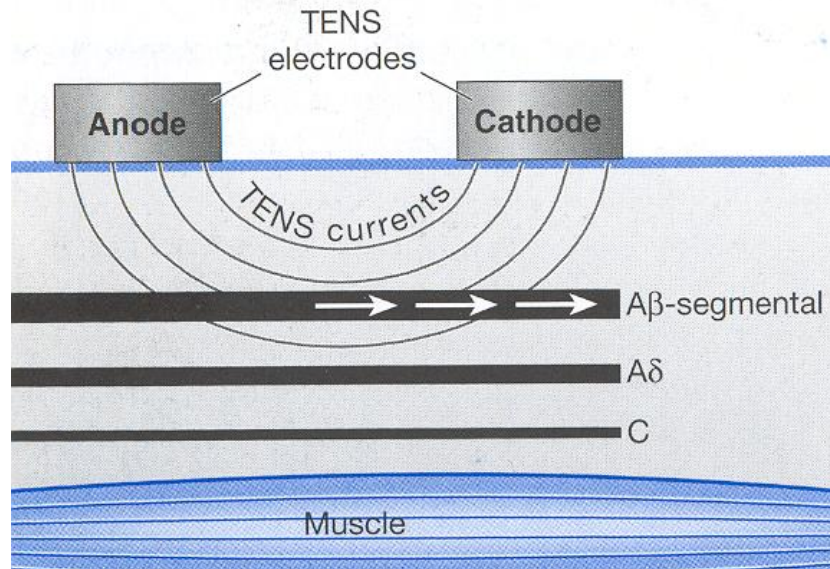 TENS
electrodes
Anode
Cathode
TENS currents
Aβ-segmental
Aδ
C
Muscle